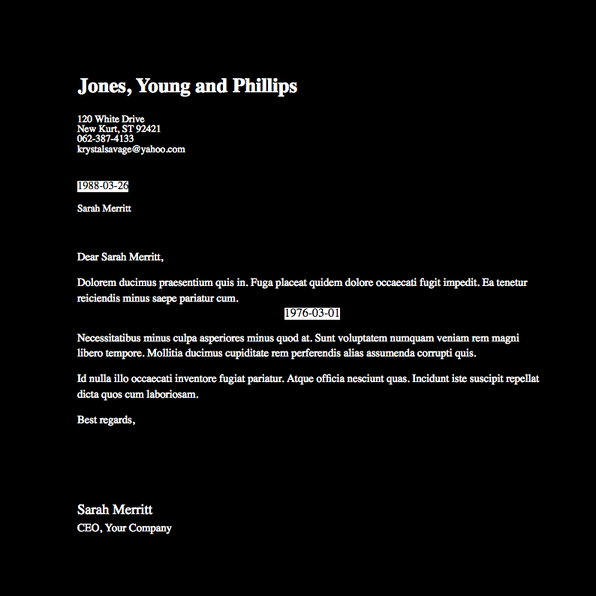 Jones, Young and Phillips
120 White Drive
New Kurt, ST 92421
062-387-4133
krystalsavage@yahoo.com
1988-03-26
Sarah Merritt
Dear Sarah Merritt,
Dolorem ducimus praesentium quis in. Fuga placeat quidem dolore occaecati fugit impedit. Ea tenetur
reiciendis minus saepe pariatur cum.
1976-03-01
Necessitatibus minus culpa asperiores minus quod at. Sunt voluptatem numquam veniam rem magni
libero tempore. Mollitia ducimus cupiditate rem perferendis alias assumenda corrupti quis.
Id nulla illo occaecati inventore fugiat pariatur. Atque officia nesciunt quas. Incidunt iste suscipit repellat
dicta quos cum laboriosam.
Best regards,
Sarah Merritt
CEO, Your Company